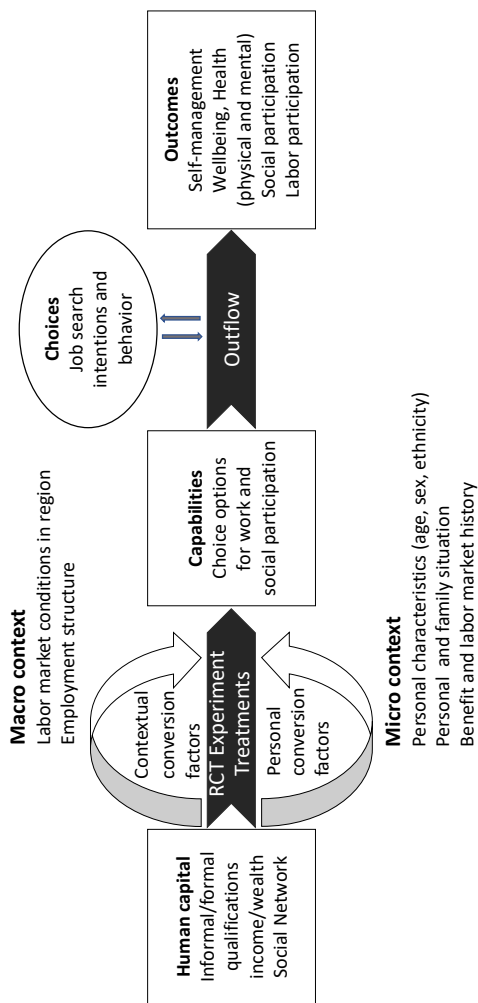 Macro context
Labor market conditions in region
Employment structure
Human capital
Informal/formal
qualifications
income/wealth
Social Network
Contextual
conversion
factors
RCT Experiment
Treatments
Personal
conversion
factors
Capabilities
Choice options
for work and
social participation
Choices
Job search
intentions and
behavior
Outflow
Outcomes
Self-management
Wellbeing, Health
(physical and mental)
Social participation
Labor participation
Micro context
Personal characteristics (age, sex, ethnicity)
Personal and family situation
Benefit and labor market history